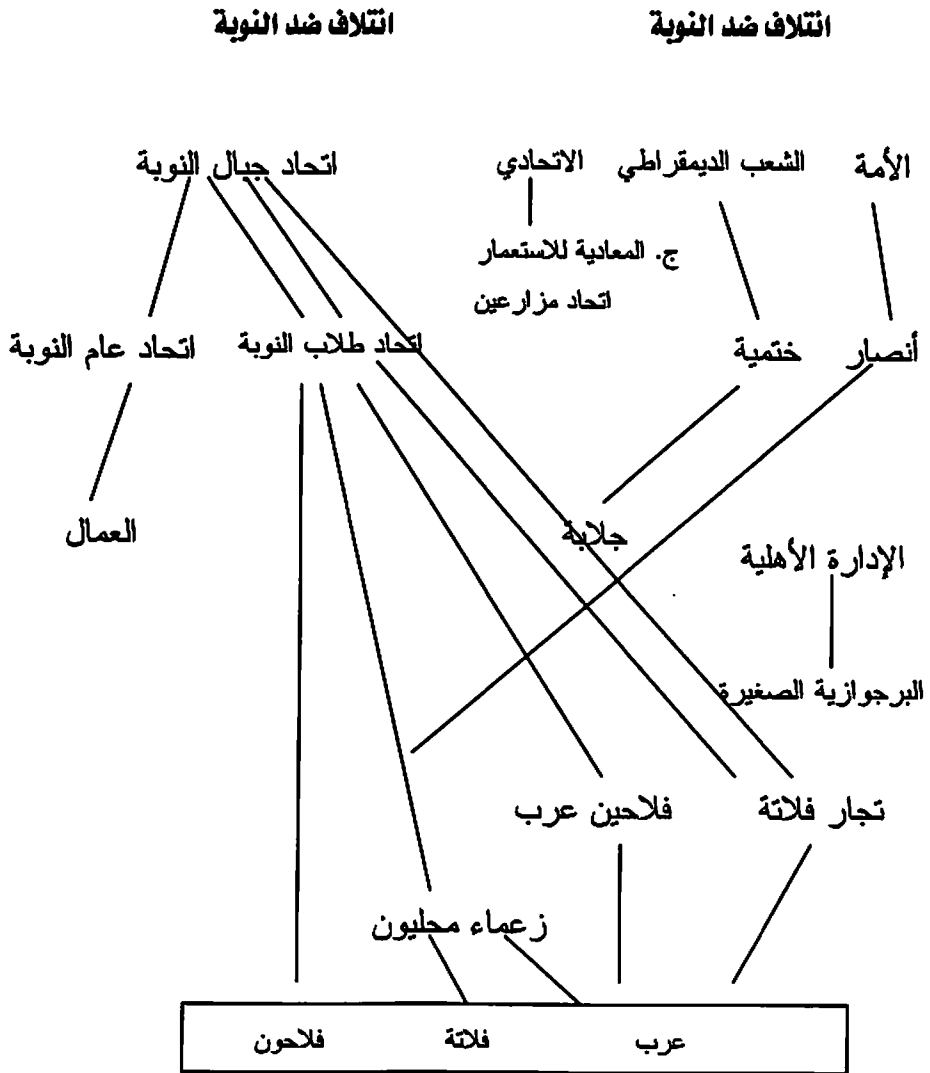 ائتلاف ضد النوبة
ائتلاف ضد النوبة
الأمة
الشعب الديمقراطي
الاتحادي
اتحاد جبال النوبة
ج. المعادية للاستعمار
اتحاد مزارعين
أنصار
ختمية
اتحاد طلاب النوبة
اتحاد عام النوبة
جلابة
العمال
الإدارة الأهلية
البرجوازية الصغيرة
تجار فلاتة
فلاحين عرب
زعماء محليون
عرب
فلاتة
فلاحون